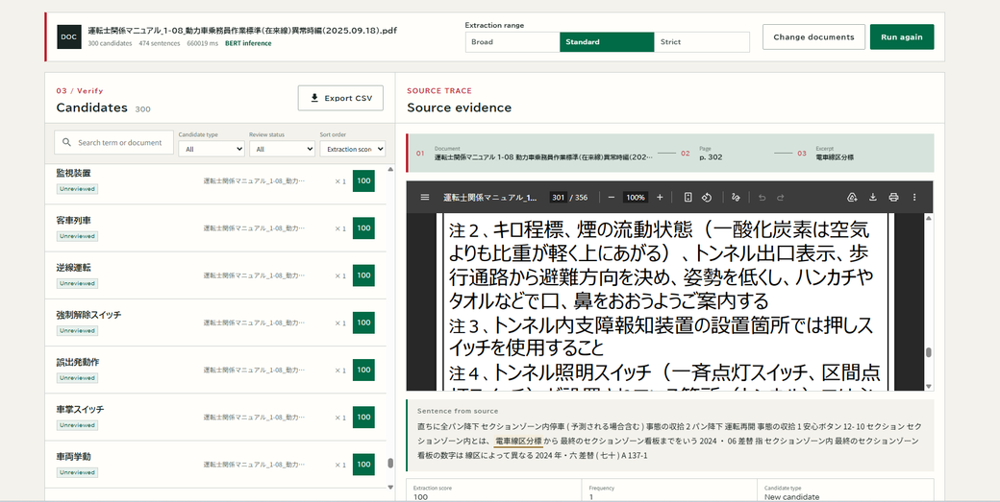 DOC
運転士関係マニュアル_1-08_動力車乗務員作業標準(在来線)異常時編(2025.09.18).pdf
300 candidates 474 sentences 660019 ms BERT inference
Extraction range
Broad Standard Strict
Change documents
Run again
03 / Verify
Candidates 300
Export CSV
Search term or document
Candidate type
All
Review status
All
Sort order
Extraction scor
監視装置
Unreviewed
運転士関係マニュアル_1-08_動力… × 1 100
客車列車
Unreviewed
運転士関係マニュアル_1-08_動力… × 1 100
逆線運転
Unreviewed
運転士関係マニュアル_1-08_動力… × 1 100
強制解除スイッチ
Unreviewed
運転士関係マニュアル_1-08_動力… × 1 100
誤出発動作
Unreviewed
運転士関係マニュアル_1-08_動力… × 1 100
車掌スイッチ
Unreviewed
運転士関係マニュアル_1-08_動力… × 1 100
車両挙動
Unreviewed
運転士関係マニュアル_1-08_動力… × 1 100
SOURCE TRACE
Source evidence
01 Document
運転士関係マニュアル 1-08 動力車乗務員作業標準(在来線)異常時編(202…
02 Page
p. 302
03 Excerpt
電車線区分標
運転士関係マニュアル_1… 301 / 356 100%
注2、キロ程標、煙の流動状態（一酸化炭素は空気
よりも比重が軽く上にあがる）、トンネル出口表示、歩
行通路から避難方向を決め、姿勢を低くし、ハンカチや
タオルなどで口、鼻をおおうようご案内する
注3、トンネル内支障報知装置の設置箇所では押しス
イッチを使用すること
注4、トンネル照明スイッチ（一斉点灯スイッチ、区間点
Sentence from source
直ちに全パン降下 セクションゾーン内停車 ( 予測される場合含む ) 事態の収拾 2 パン降下 運転再開 事態の収拾 1 安心ボタン 12- 10 セクション セク
ションゾーン内とは、 電車線区分標 から 最終のセクションゾーン看板までをいう 2024 ・ 06 差替 指 セクションゾーン内 最終のセクションゾーン
看板の数字は 線区によって異なる 2024 年・六 差替 ( 七十 ) A 137-1
Extraction score
100
Frequency
1
Candidate type
New candidate